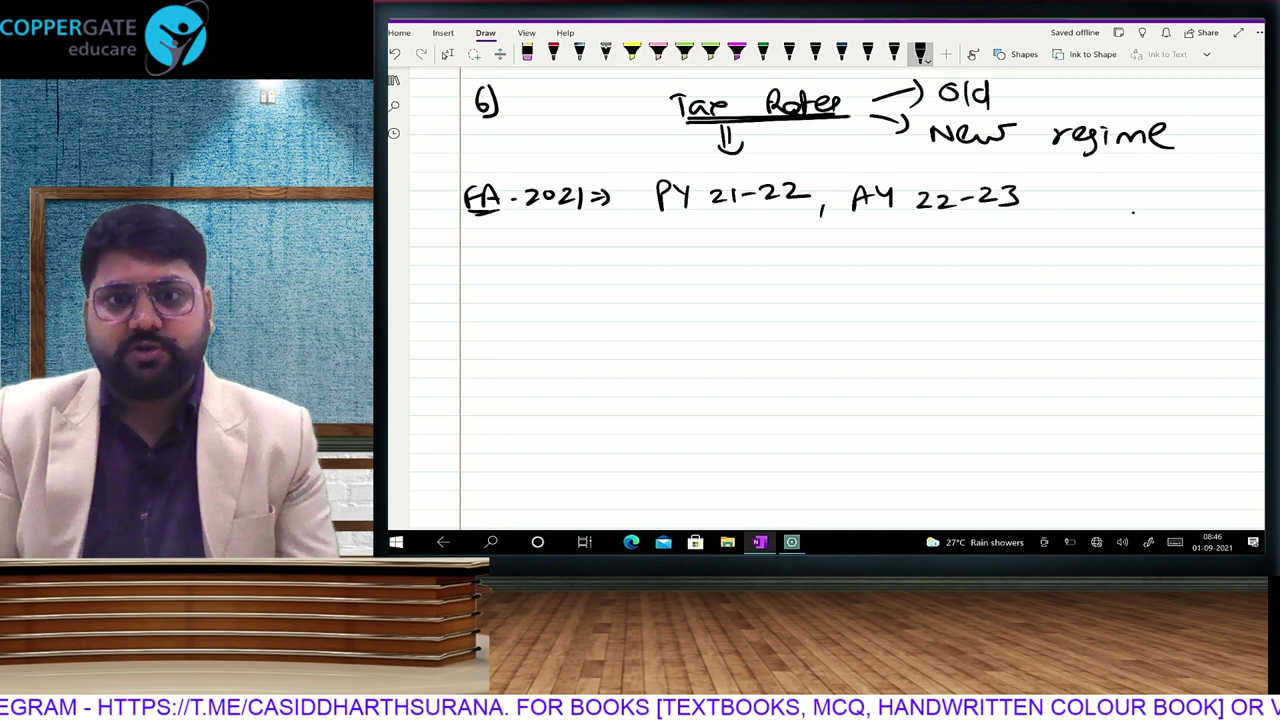 COPPERGATE
educare
Home Insert Draw View Help
Saved offline
Share
Shapes
Ink to Shape
Ink to Text
6) Tax Rates → Old
→ New regime
FA. 2021 ⇒ PY 21-22, AY 22-23
27°C Rain showers
08:46
01-09-2021
EGRAM - HTTPS://T.ME/CASIDDHARTHSURANA. FOR BOOKS [TEXTBOOKS, MCQ, HANDWRITTEN COLOUR BOOK] OR V